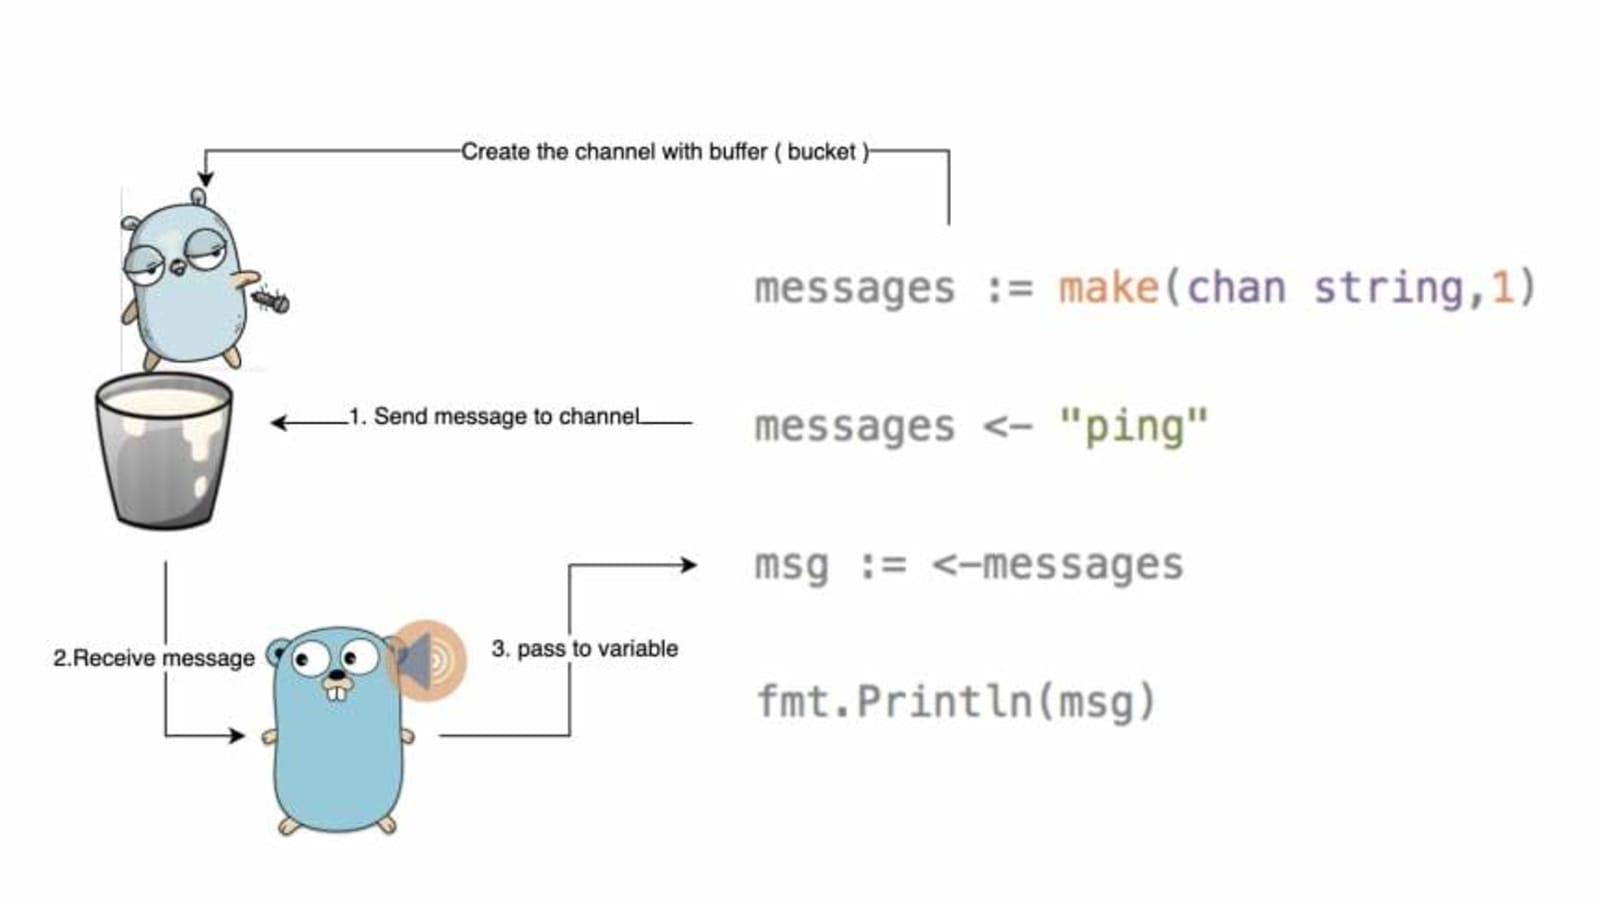 Create the channel with buffer ( bucket )
messages := make(chan string,1)
1. Send message to channel
messages <- "ping"
msg := <-messages
2.Receive message
3. pass to variable
fmt.Println(msg)